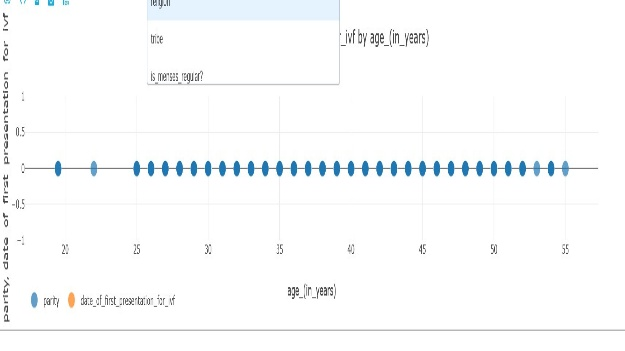 religion
tribe
is_menses_regular?
r_ivf by age_(in_years)
parity, date of first presentation for ivf
1
0.5
0
−0.5
−1
20 25 30 35 40 45 50 55
age_(in_years)
parity date_of_first_presentation_for_ivf